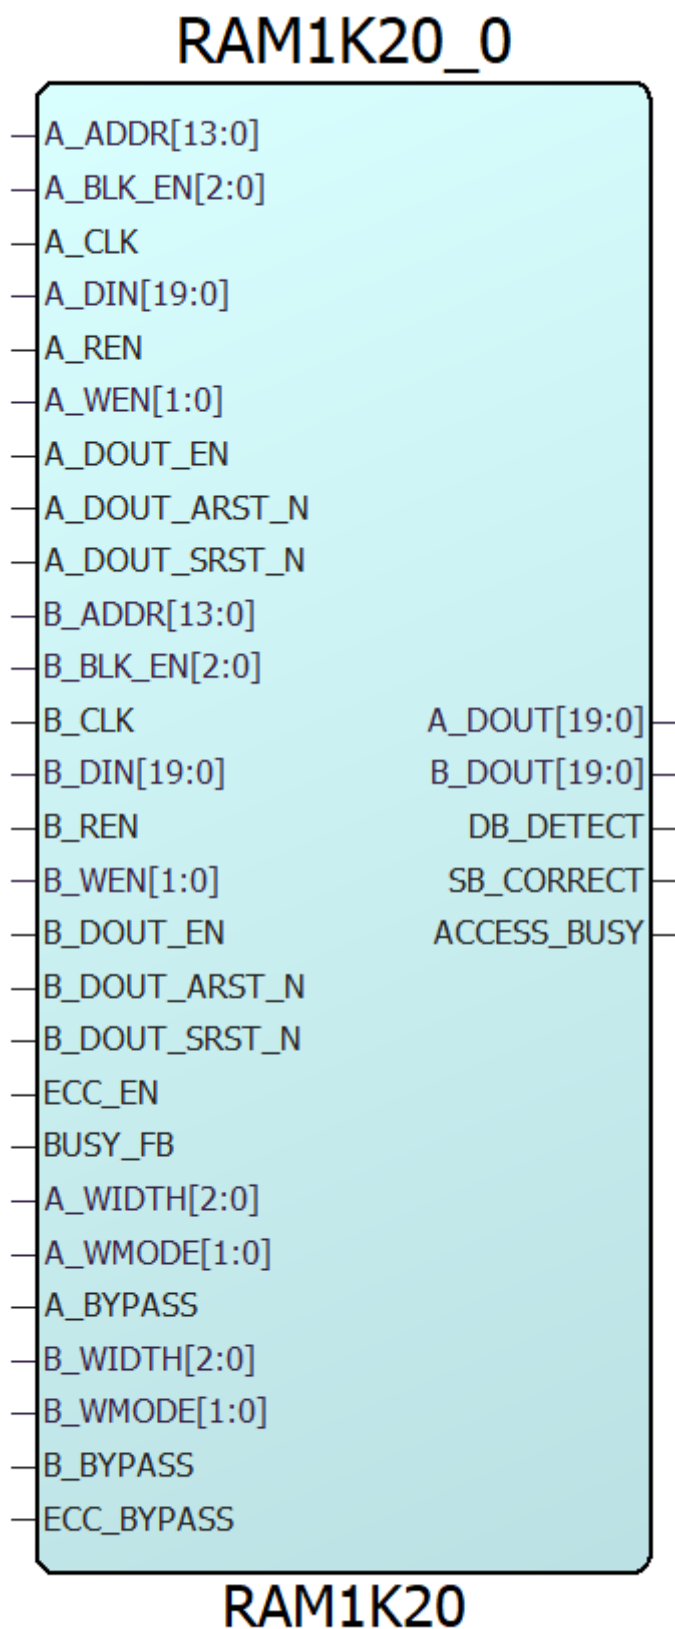 RAM1K20_0
A_ADDR[13:0]
A_BLK_EN[2:0]
A_CLK
A_DIN[19:0]
A_REN
A_WEN[1:0]
A_DOUT_EN
A_DOUT_ARST_N
A_DOUT_SRST_N
B_ADDR[13:0]
B_BLK_EN[2:0]
B_CLK A_DOUT[19:0]
B_DIN[19:0] B_DOUT[19:0]
B_REN DB_DETECT
B_WEN[1:0] SB_CORRECT
B_DOUT_EN ACCESS_BUSY
B_DOUT_ARST_N
B_DOUT_SRST_N
ECC_EN
BUSY_FB
A_WIDTH[2:0]
A_WMODE[1:0]
A_BYPASS
B_WIDTH[2:0]
B_WMODE[1:0]
B_BYPASS
ECC_BYPASS
RAM1K20